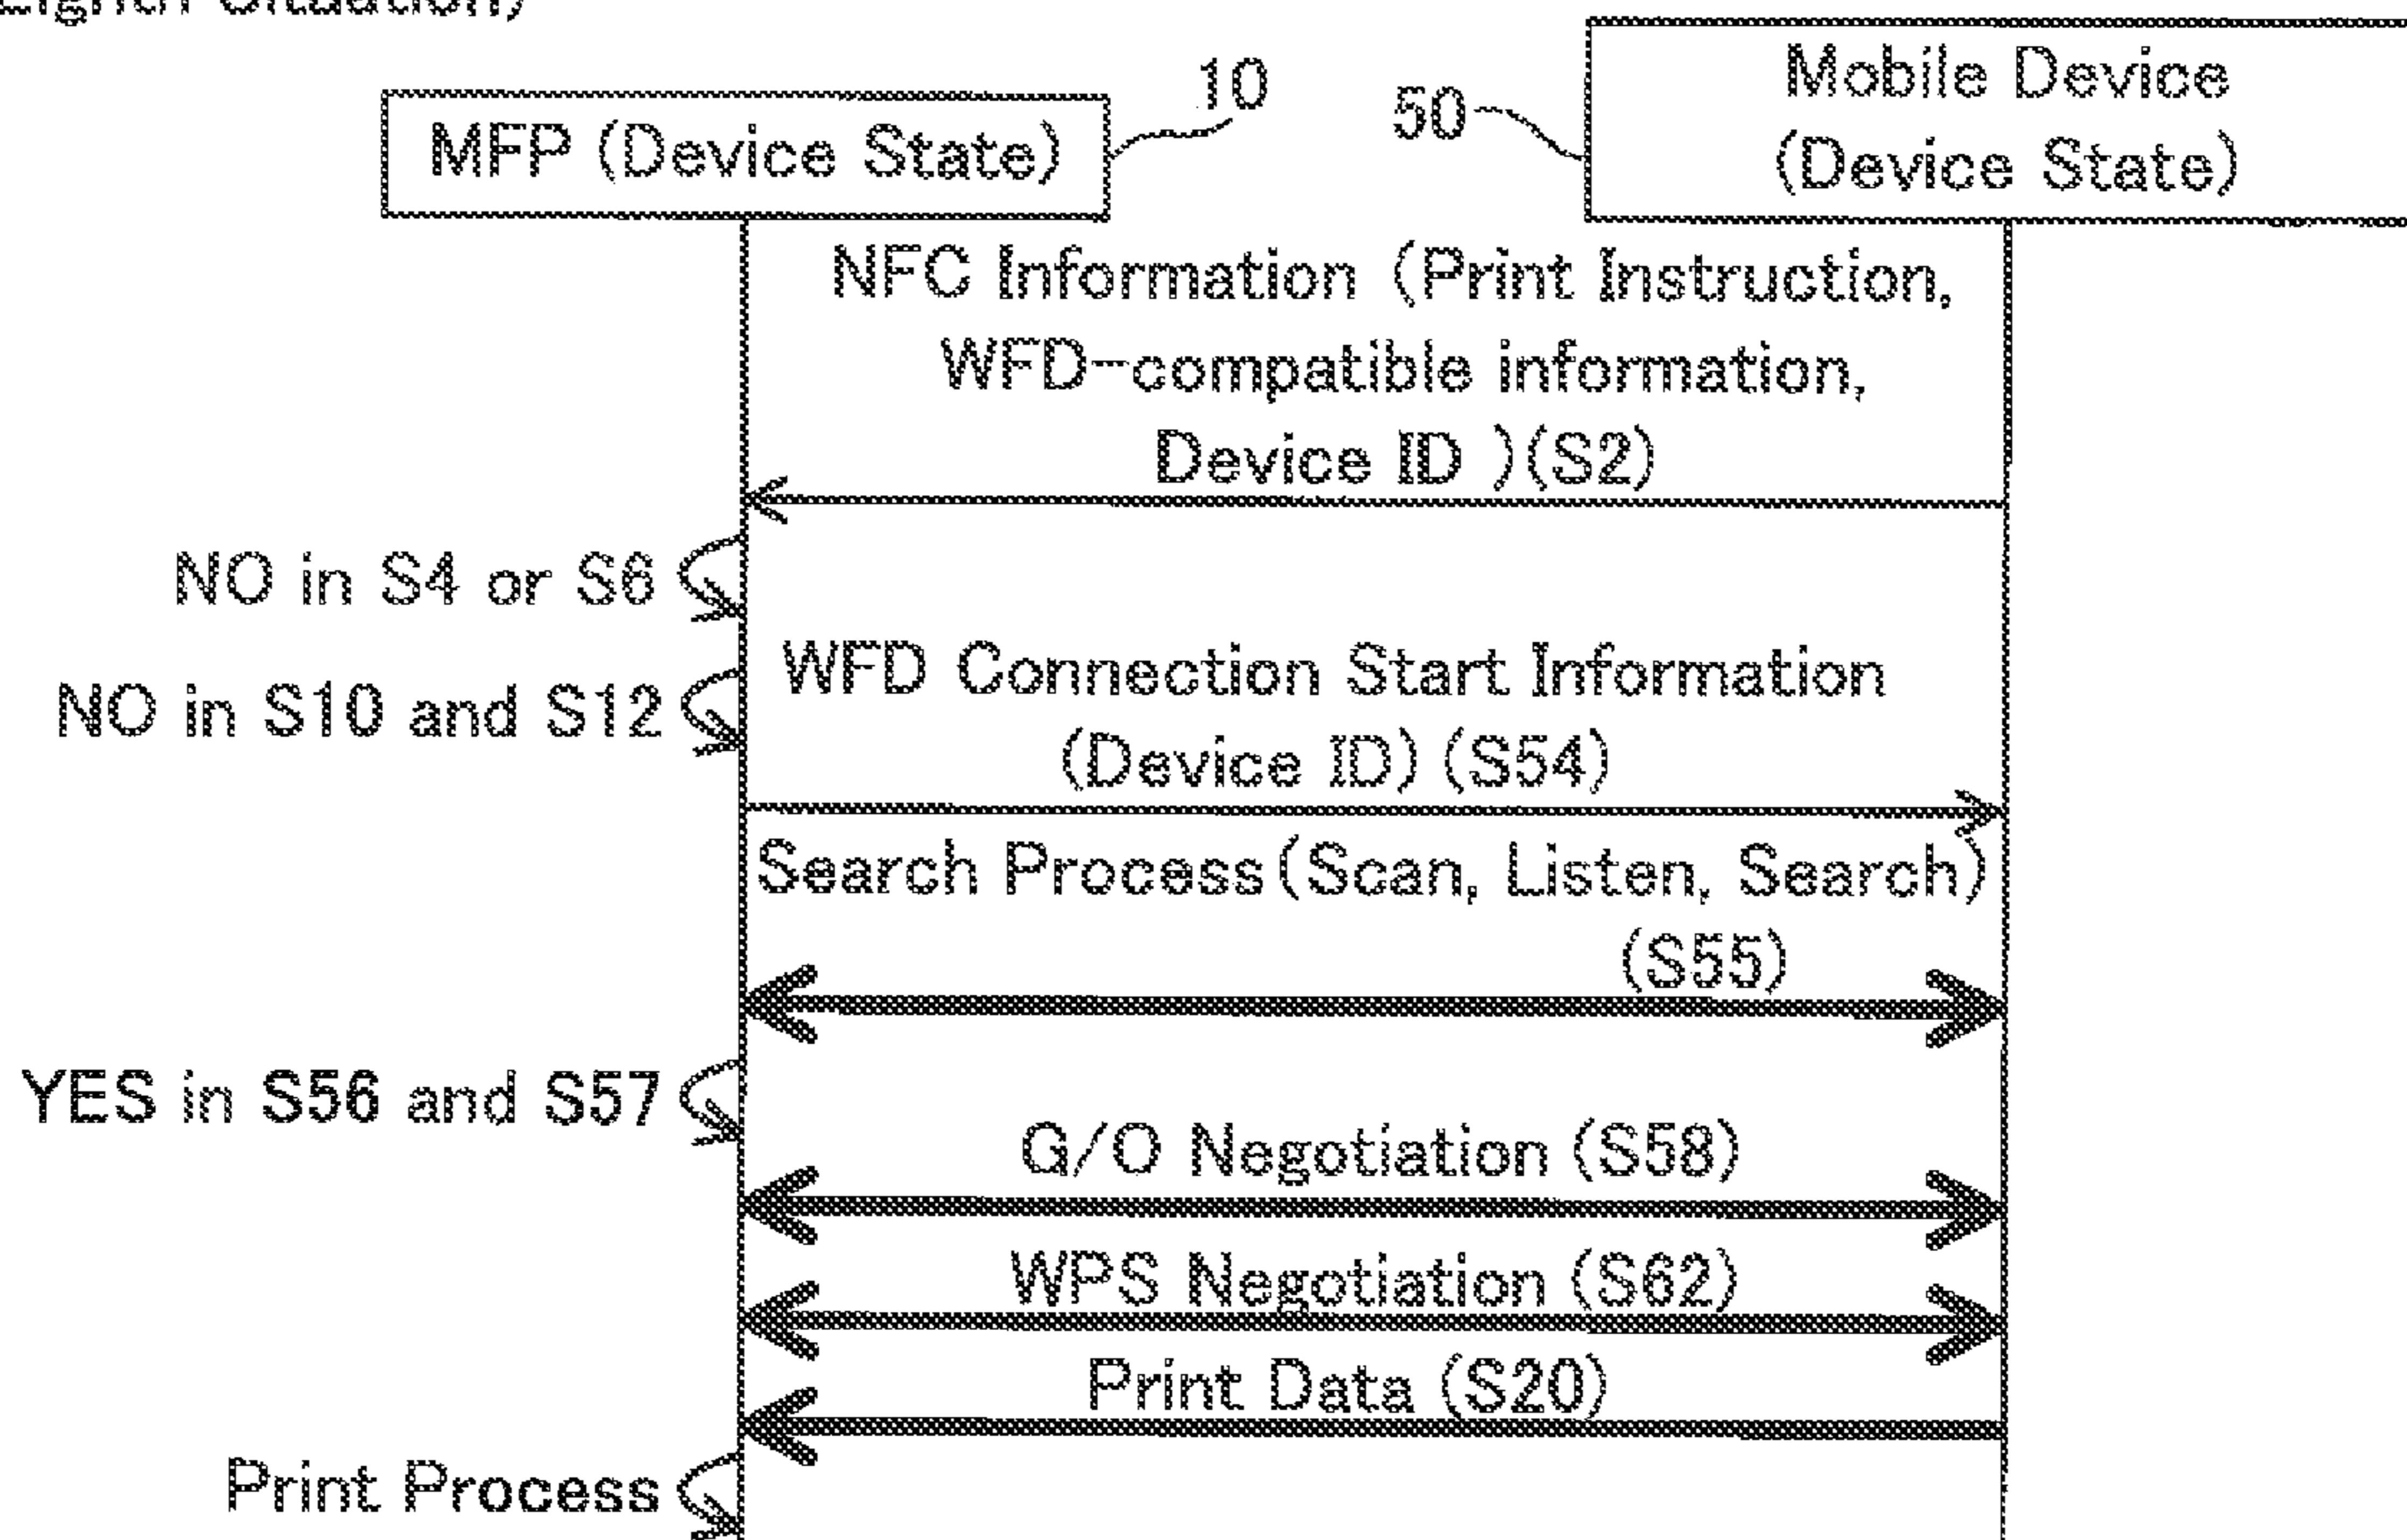 Eighth Situation)
10
50
MFP (Device State)
Mobile Device
(Device State)
NFC Information (Print Instruction,
WFD-compatible information,
Device ID )(S2)
NO in S4 or S6
WFD Connection Start Information
NO in S10 and S12
(Device ID) (S54)
Search Process(Scan, Listen, Search)
(S55)
YES in S56 and S57
G/O Negotiation (S58)
WPS Negotiation (S62)
Print Data (S20)
Print Process